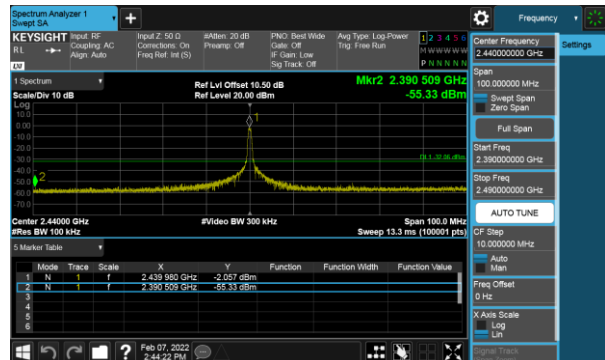 Spectrum Analyzer 1
Swept SA
+
Frequency
KEYSIGHT
Input: RF
Input Z: 50 Ω
#Atten: 20 dB
PNO: Best Wide
Avg Type: Log-Power
1 2 3 4 5 6
RL
Coupling: AC
Corrections: On
Preamp: Off
Gate: Off
Trig: Free Run
M W W W W W
Align: Auto
Freq Ref: Int (S)
IF Gain: Low
P N N N N N
Sig Track: Off
LXI
1 Spectrum
Ref Lvl Offset 10.50 dB
Mkr2 2.390 509 GHz
Scale/Div 10 dB
Ref Level 20.00 dBm
-55.33 dBm
Log
10.0
0.00
-10.0
-20.0
-30.0
-40.0
-50.0
-60.0
-70.0
1
2
DL1 -32.06 dBm
Center 2.44000 GHz
#Video BW 300 kHz
Span 100.0 MHz
#Res BW 100 kHz
Sweep 13.3 ms (100001 pts)
5 Marker Table
Mode Trace Scale X Y Function Function Width Function Value
1 N 1 f 2.439 980 GHz -2.057 dBm
2 N 1 f 2.390 509 GHz -55.33 dBm
3
4
5
6
?
Feb 07, 2022
2:44:22 PM
Center Frequency
2.440000000 GHz
Settings
Span
100.000000 MHz
Swept Span
Zero Span
Full Span
Start Freq
2.390000000 GHz
Stop Freq
2.490000000 GHz
AUTO TUNE
CF Step
10.000000 MHz
Auto
Man
Freq Offset
0 Hz
X Axis Scale
Log
Lin
Signal Track